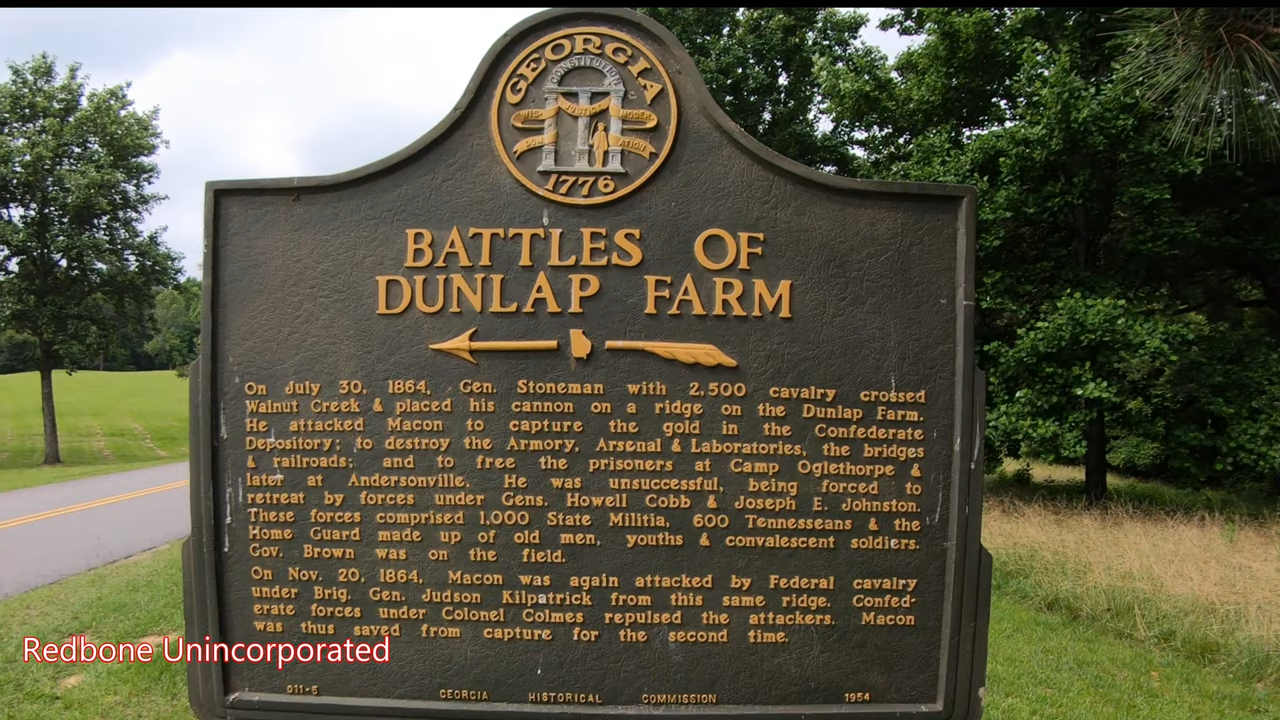 GEORGIA
CONSTITUTION
WIS- JUSTICE MODER-
DOM ATION
1776
BATTLES OF
DUNLAP FARM
On July 30, 1864, Gen. Stoneman with 2,500 cavalry crossed
Walnut Creek & placed his cannon on a ridge on the Dunlap Farm.
He attacked Macon to capture the gold in the Confederate
Depository; to destroy the Armory, Arsenal & Laboratories, the bridges
& railroads; and to free the prisoners at Camp Oglethorpe &
later at Andersonville. He was unsuccessful, being forced to
retreat by forces under Gens. Howell Cobb & Joseph E. Johnston.
These forces comprised 1,000 State Militia, 600 Tennesseans & the
Home Guard made up of old men, youths & convalescent soldiers.
Gov. Brown was on the field.
On Nov. 20, 1864, Macon was again attacked by Federal cavalry
under Brig. Gen. Judson Kilpatrick from this same ridge. Confed-
erate forces under Colonel Colmes repulsed the attackers. Macon
was thus saved from capture for the second time.
011-5 GEORGIA HISTORICAL COMMISSION 1954
Redbone Unincorporated